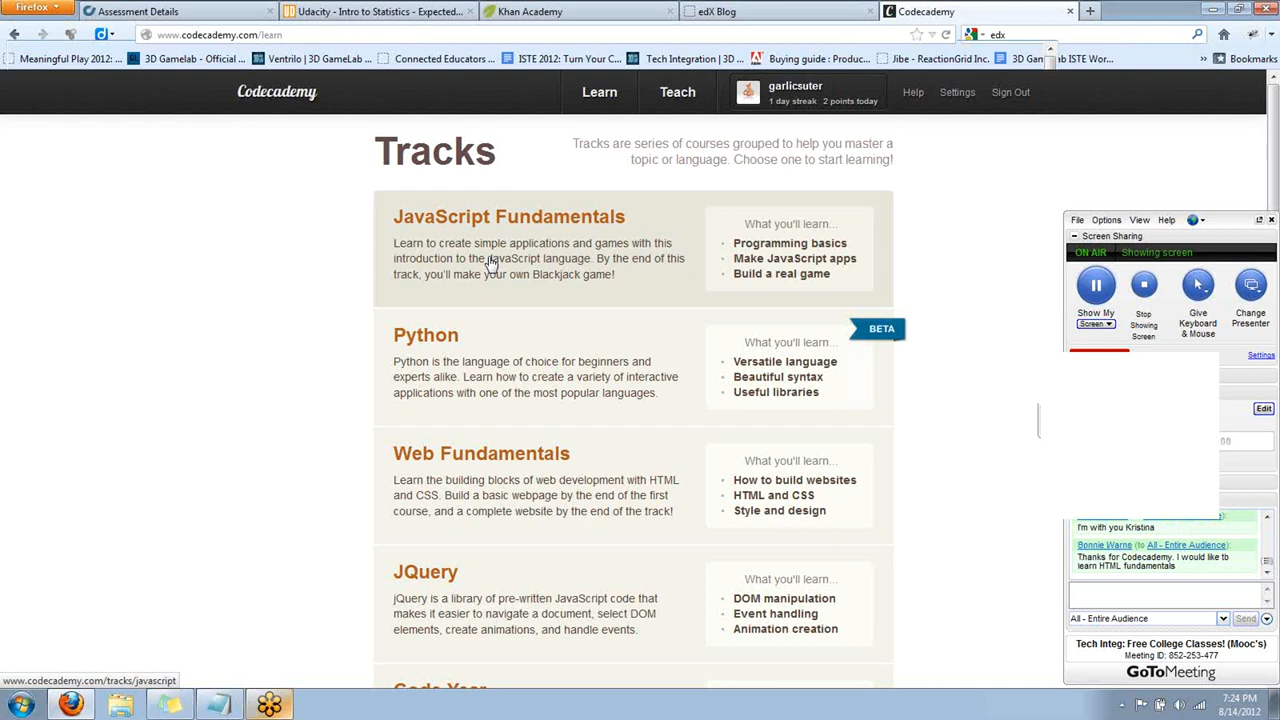 Firefox
Assessment Details
Udacity - Intro to Statistics - Expected...
Khan Academy
edX Blog
Codecademy
www.codecademy.com/learn
edx
Meaningful Play 2012: ...
3D Gamelab - Official ...
Ventrilo | 3D GameLab ...
Connected Educators ...
ISTE 2012: Turn Your C...
Tech Integration | 3D ...
Buying guide : Produc...
Jibe - ReactionGrid Inc.
3D GameLab ISTE Wor...
Bookmarks
Codecademy
Learn
Teach
garlicsuter
1 day streak 2 points today
Help
Settings
Sign Out
Tracks
Tracks are series of courses grouped to help you master a
topic or language. Choose one to start learning!
JavaScript Fundamentals
Learn to create simple applications and games with this
introduction to the JavaScript language. By the end of this
track, you'll make your own Blackjack game!
What you'll learn...
Programming basics
Make JavaScript apps
Build a real game
Python
Python is the language of choice for beginners and
experts alike. Learn how to create a variety of interactive
applications with one of the most popular languages.
BETA
What you'll learn...
Versatile language
Beautiful syntax
Useful libraries
Web Fundamentals
Learn the building blocks of web development with HTML
and CSS. Build a basic webpage by the end of the first
course, and a complete website by the end of the track!
What you'll learn...
How to build websites
HTML and CSS
Style and design
JQuery
jQuery is a library of pre-written JavaScript code that
makes it easier to navigate a document, select DOM
elements, create animations, and handle events.
What you'll learn...
DOM manipulation
Event handling
Animation creation
Code Year
www.codecademy.com/tracks/javascript
File Options View Help
Screen Sharing
ON AIR Showing screen
Show My
Screen
Stop
Showing
Screen
Give
Keyboard
& Mouse
Change
Presenter
Settings
Edit
00
I'm with you Kristina
Bonnie Warns (to All - Entire Audience):
Thanks for Codecademy. I would like to
learn HTML fundamentals
All - Entire Audience
Send
Tech Integ: Free College Classes! (Mooc's)
Meeting ID: 852-253-477
GoToMeeting
7:24 PM
8/14/2012